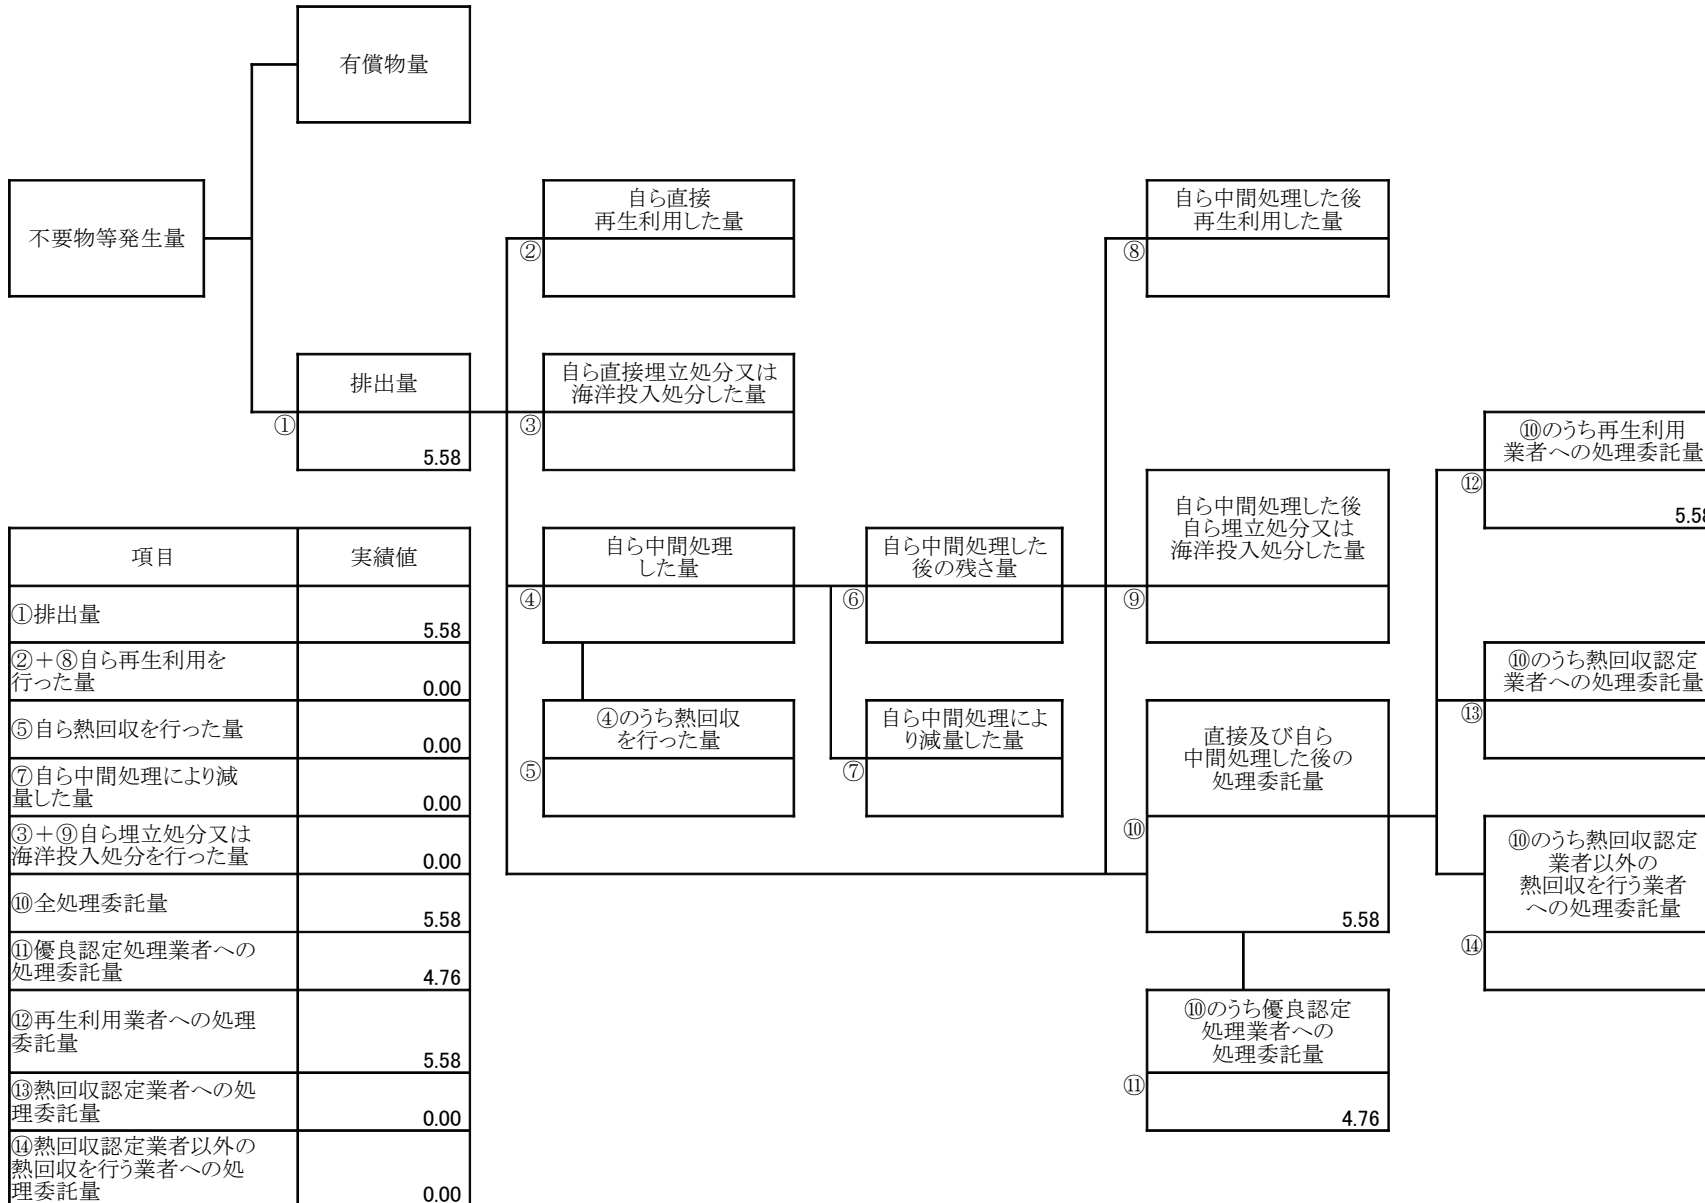 有償物量
不要物等発生量
自ら直接
再生利用した量
②
自ら中間処理した後
再生利用した量
⑧
排出量
①
5.58
自ら直接埋立処分又は
海洋投入処分した量
③
⑩のうち再生利用
業者への処理委託量
⑫
5.58
自ら中間処理
した量
④
自ら中間処理した
後の残さ量
⑥
自ら中間処理した後
自ら埋立処分又は
海洋投入処分した量
⑨
⑩のうち熱回収認定
業者への処理委託量
⑬
④のうち熱回収
を行った量
⑤
自ら中間処理によ
り減量した量
⑦
直接及び自ら
中間処理した後の
処理委託量
⑩
5.58
⑩のうち熱回収認定
業者以外の
熱回収を行う業者
への処理委託量
⑭
⑩のうち優良認定
処理業者への
処理委託量
⑪
4.76
項目 実績値
①排出量
5.58
②+⑧自ら再生利用を
行った量
0.00
⑤自ら熱回収を行った量
0.00
⑦自ら中間処理により減
量した量
0.00
③+⑨自ら埋立処分又は
海洋投入処分を行った量
0.00
⑩全処理委託量
5.58
⑪優良認定処理業者への
処理委託量
4.76
⑫再生利用業者への処理
委託量
5.58
⑬熱回収認定業者への処
理委託量
0.00
⑭熱回収認定業者以外の
熱回収を行う業者への処
理委託量
0.00